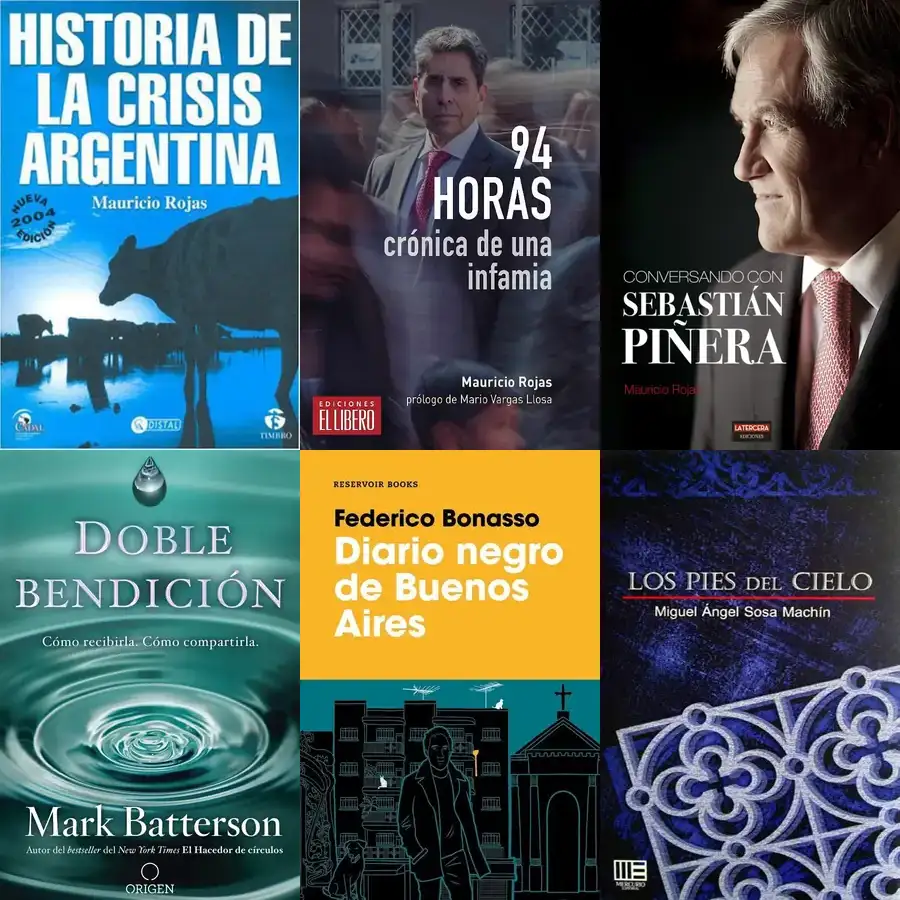 HISTORIA DE
LA CRISIS
ARGENTINA
Mauricio Rojas
NUEVA
2004
EDICIÓN
CADAL
DISTAL
TIMBRO
94
HORAS
crónica de una
infamia
Mauricio Rojas
prólogo de Mario Vargas Llosa
EDICIONES
EL LIBERO
CONVERSANDO CON
SEBASTIÁN
PIÑERA
Mauricio Rojas
LATERCERA
EDICIONES
DOBLE
BENDICIÓN
Cómo recibirla. Cómo compartirla.
Mark Batterson
Autor del bestseller del New York Times El Hacedor de círculos
ORIGEN
RESERVOIR BOOKS
Federico Bonasso
Diario negro
de Buenos
Aires
LOS PIES DEL CIELO
Miguel Ángel Sosa Machín
ME
MERCURIO
EDITORIAL